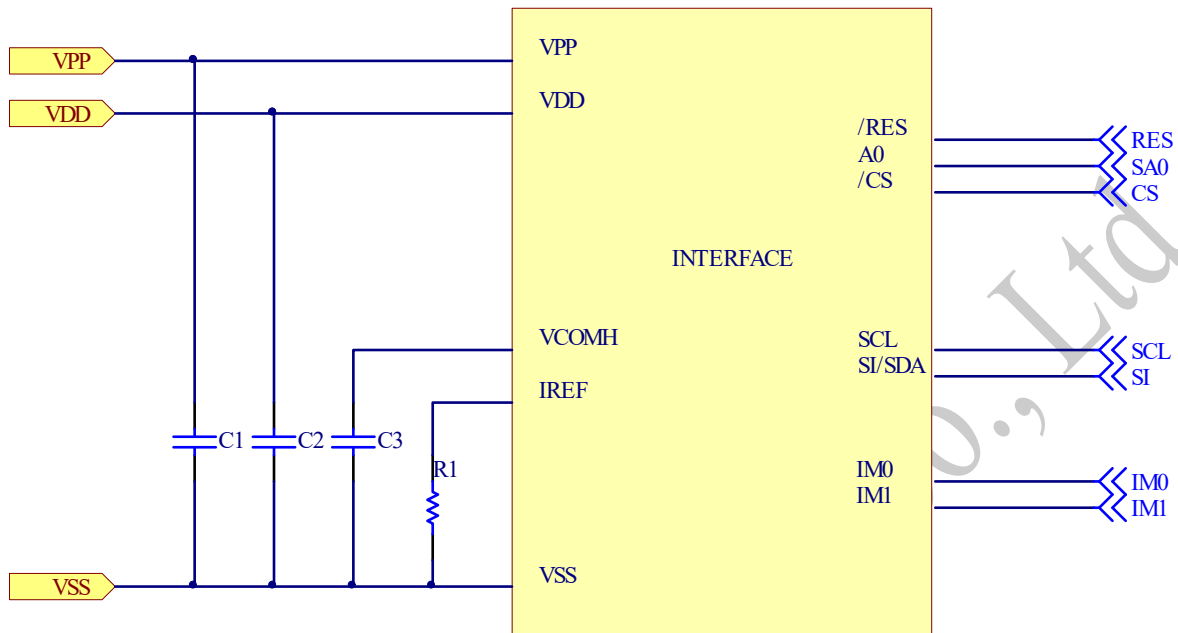 VPP
VDD
VSS
VPP
VDD
VCOMH
IREF
VSS
C1
C2
C3
R1
INTERFACE
/RES
A0
/CS
SCL
SI/SDA
IM0
IM1
RES
SA0
CS
SCL
SI
IM0
IM1
o., Ltd